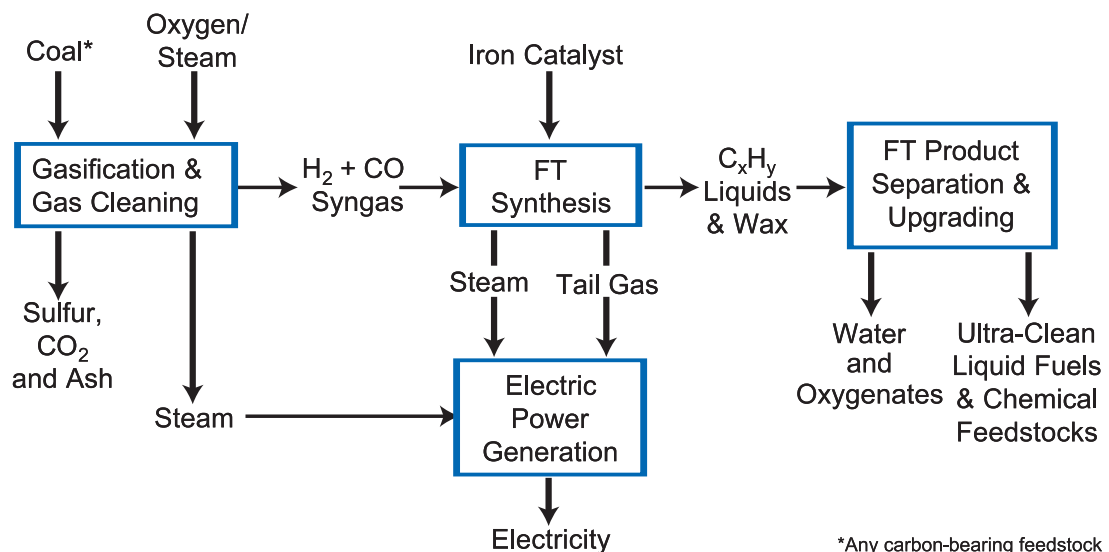 Coal*
Oxygen/
Steam
Iron Catalyst
Gasification &
Gas Cleaning
H₂ + CO
Syngas
FT
Synthesis
CₓHᵧ
Liquids
& Wax
FT Product
Separation &
Upgrading
Sulfur,
CO₂
and Ash
Steam
Steam
Tail Gas
Electric
Power
Generation
Electricity
Water
and
Oxygenates
Ultra-Clean
Liquid Fuels
& Chemical
Feedstocks
*Any carbon-bearing feedstock